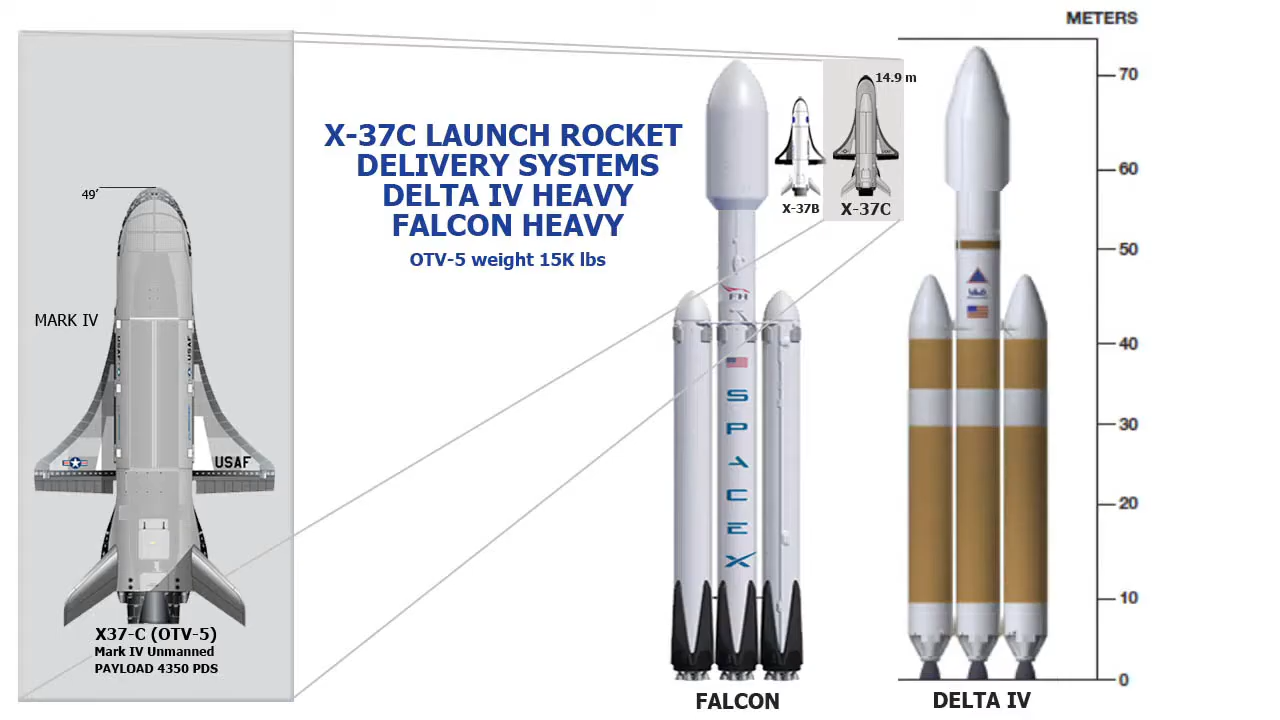 METERS
70
60
50
40
30
20
10
0
14.9 m
X-37B
X-37C
X-37C LAUNCH ROCKET
DELIVERY SYSTEMS
DELTA IV HEAVY
FALCON HEAVY
OTV-5 weight 15K lbs
49'
MARK IV
USAF
USAF
USAF
X37-C (OTV-5)
Mark IV Unmanned
PAYLOAD 4350 PDS
FH
SPACEX
FALCON
DELTA IV